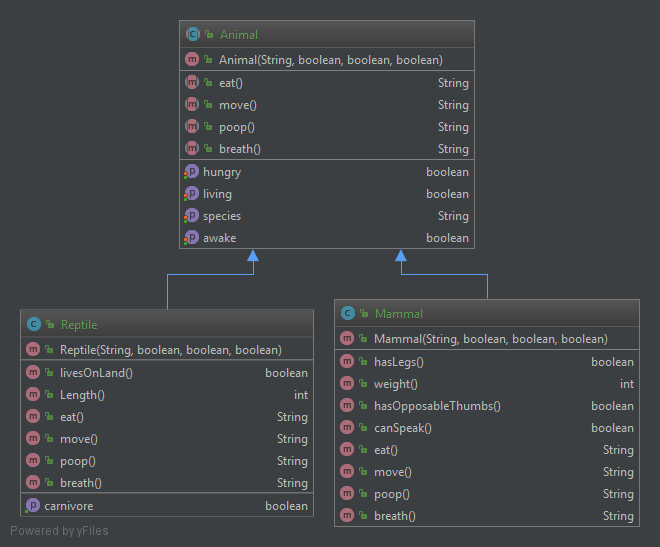 Animal
Animal(String, boolean, boolean, boolean)
eat() String
move() String
poop() String
breath() String
hungry boolean
living boolean
species String
awake boolean
Reptile
Reptile(String, boolean, boolean, boolean)
livesOnLand() boolean
Length() int
eat() String
move() String
poop() String
breath() String
carnivore boolean
Mammal
Mammal(String, boolean, boolean, boolean)
hasLegs() boolean
weight() int
hasOpposableThumbs() boolean
canSpeak() boolean
eat() String
move() String
poop() String
breath() String
Powered by yFiles